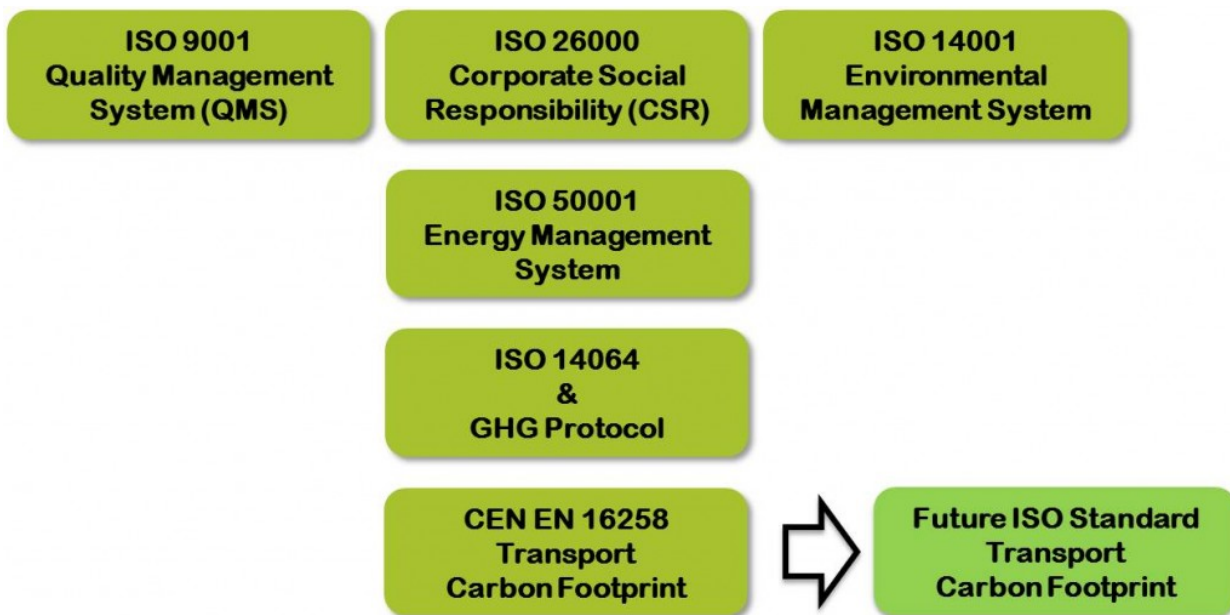 ISO 9001
Quality Management
System (QMS)
ISO 26000
Corporate Social
Responsibility (CSR)
ISO 14001
Environmental
Management System
ISO 50001
Energy Management
System
ISO 14064
&
GHG Protocol
CEN EN 16258
Transport
Carbon Footprint
Future ISO Standard
Transport
Carbon Footprint